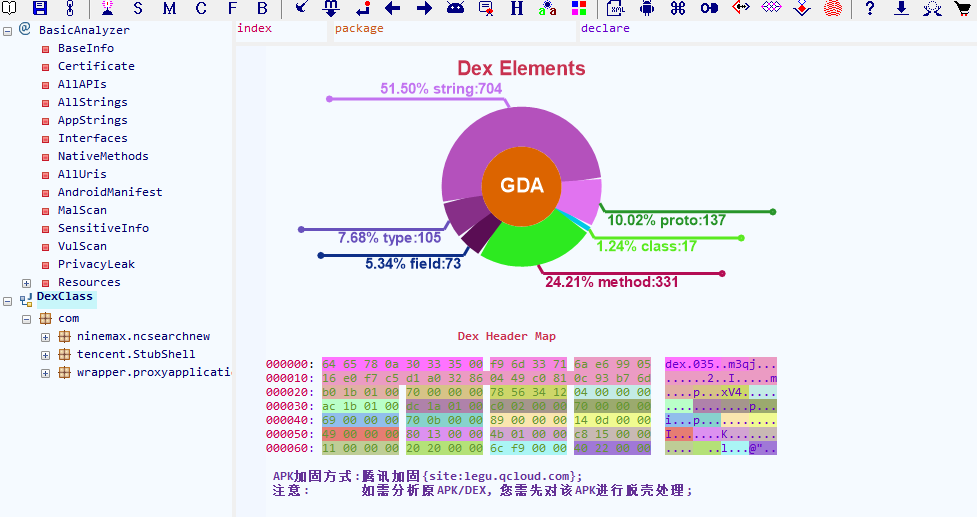 S M C F B H ?
BasicAnalyzer
BaseInfo
Certificate
AllAPIs
AllStrings
AppStrings
Interfaces
NativeMethods
AllUris
AndroidManifest
MalScan
SensitiveInfo
VulScan
PrivacyLeak
Resources
DexClass
com
ninemax.ncsearchnew
tencent.StubShell
wrapper.proxyapplicatio
index package declare
Dex Elements
51.50% string:704
GDA
10.02% proto:137
7.68% type:105
1.24% class:17
5.34% field:73
24.21% method:331
Dex Header Map
000000: 64 65 78 0a 30 33 35 00 f9 6d 33 71 6a e6 99 05 dex.035..m3qj...
000010: 16 e0 f7 c5 d1 a0 32 86 04 49 c0 81 0c 93 b7 6d ......2..I.....m
000020: b0 1b 01 00 70 00 00 00 78 56 34 12 04 00 00 00 ....p...xV4.....
000030: ac 1b 01 00 dc 1a 01 00 c0 02 00 00 70 00 00 00 ............p...
000040: 69 00 00 00 70 0b 00 00 89 00 00 00 14 0d 00 00 i...p...........
000050: 49 00 00 00 80 13 00 00 4b 01 00 00 c8 15 00 00 I.......K.......
000060: 11 00 00 00 20 20 00 00 6c f9 00 00 40 22 00 00 ....  ..l...@"..
APK加固方式:腾讯加固{site:legu.qcloud.com};
注意: 如需分析原APK/DEX,您需先对该APK进行脱壳处理;